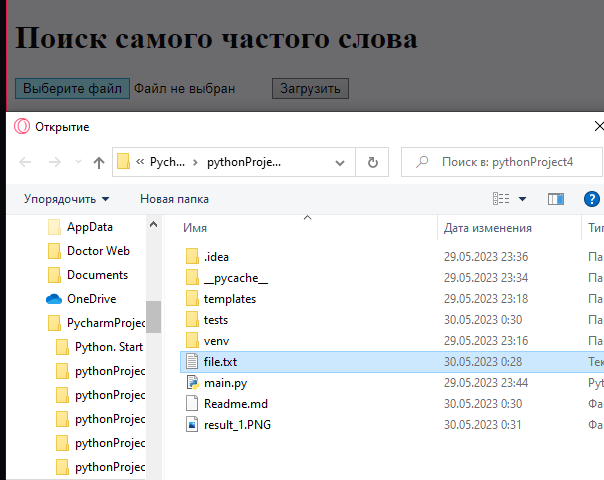 Поиск самого частого слова
Выберите файл Файл не выбран Загрузить
Открытие
Pych... pythonProje... Поиск в: pythonProject4
Упорядочить Новая папка
Имя Дата изменения Ти
AppData
Doctor Web
Documents
OneDrive
PycharmProjec
Python. Start
pythonProjec
pythonProjec
pythonProjec
pythonProjec
pythonProjec
.idea 29.05.2023 23:36 Па
__pycache__ 29.05.2023 23:34 Па
templates 29.05.2023 23:18 Па
tests 30.05.2023 0:30 Па
venv 29.05.2023 23:16 Па
file.txt 30.05.2023 0:28 Тек
main.py 29.05.2023 23:44 Pyt
Readme.md 30.05.2023 0:30 Фа
result_1.PNG 30.05.2023 0:31 Фа